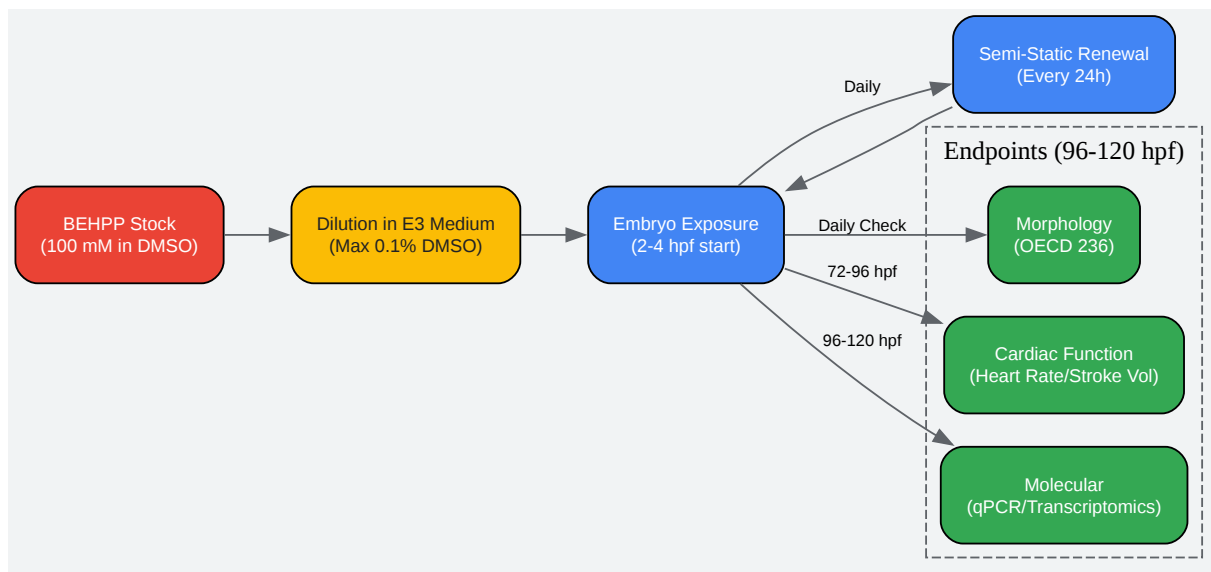 Semi-Static Renewal
(Every 24h)
Daily
Endpoints (96-120 hpf)
BEHPP Stock
(100 mM in DMSO)
Dilution in E3 Medium
(Max 0.1% DMSO)
Embryo Exposure
(2-4 hpf start)
Daily Check
Morphology
(OECD 236)
72-96 hpf
Cardiac Function
(Heart Rate/Stroke Vol)
96-120 hpf
Molecular
(qPCR/Transcriptomics)